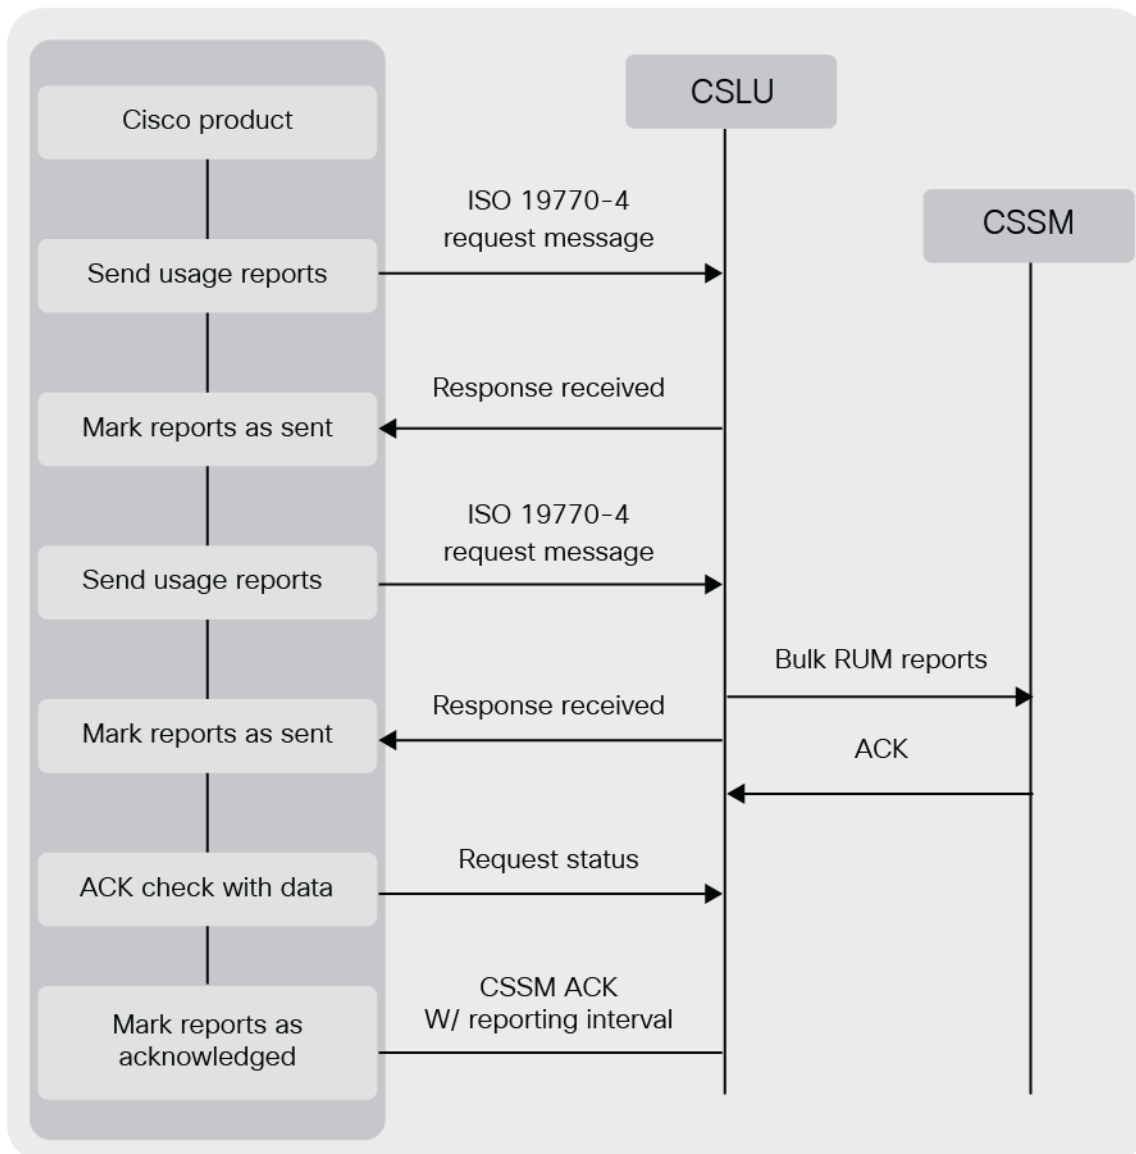 Cisco product
CSLU
CSSM
ISO 19770-4
request message
Send usage reports
Response received
Mark reports as sent
ISO 19770-4
request message
Send usage reports
Bulk RUM reports
Response received
Mark reports as sent
ACK
Request status
ACK check with data
CSSM ACK
W/ reporting interval
Mark reports as
acknowledged